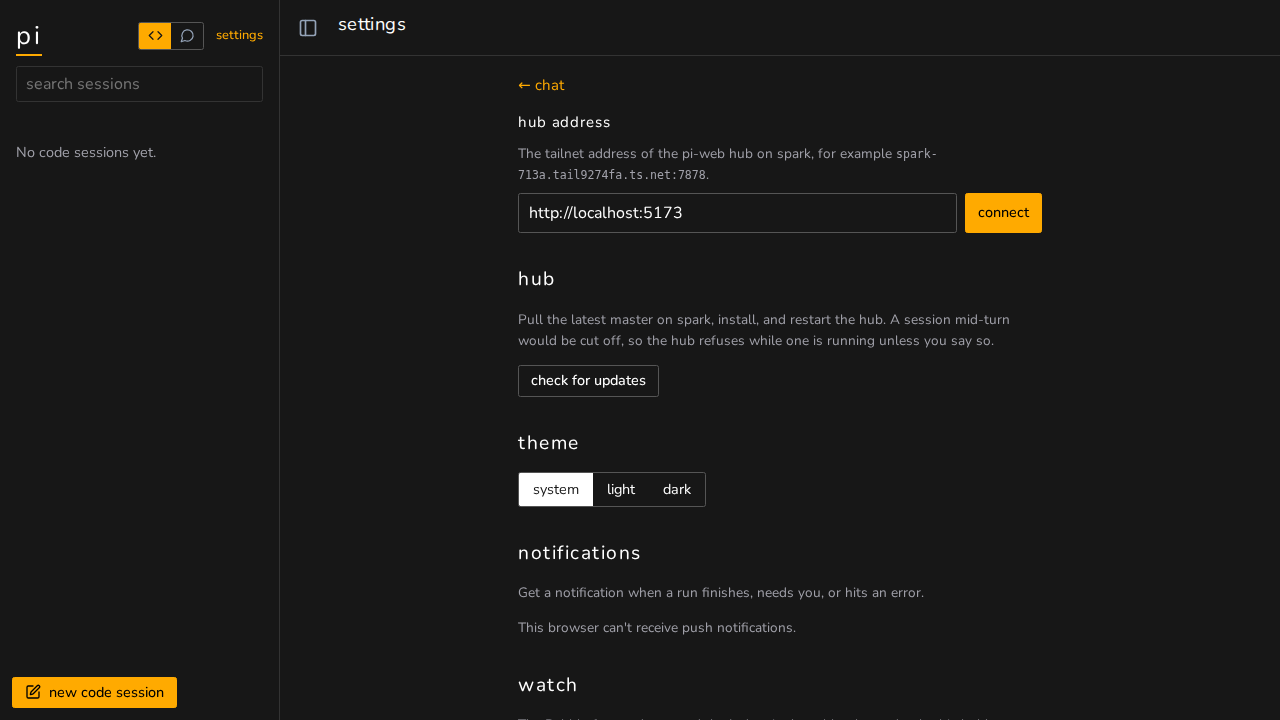 pi
settings
search sessions
No code sessions yet.
new code session
settings
← chat
hub address
The tailnet address of the pi-web hub on spark, for example spark-
713a.tail9274fa.ts.net:7878.
http://localhost:5173
connect
hub
Pull the latest master on spark, install, and restart the hub. A session mid-turn
would be cut off, so the hub refuses while one is running unless you say so.
check for updates
theme
system light dark
notifications
Get a notification when a run finishes, needs you, or hits an error.
This browser can't receive push notifications.
watch